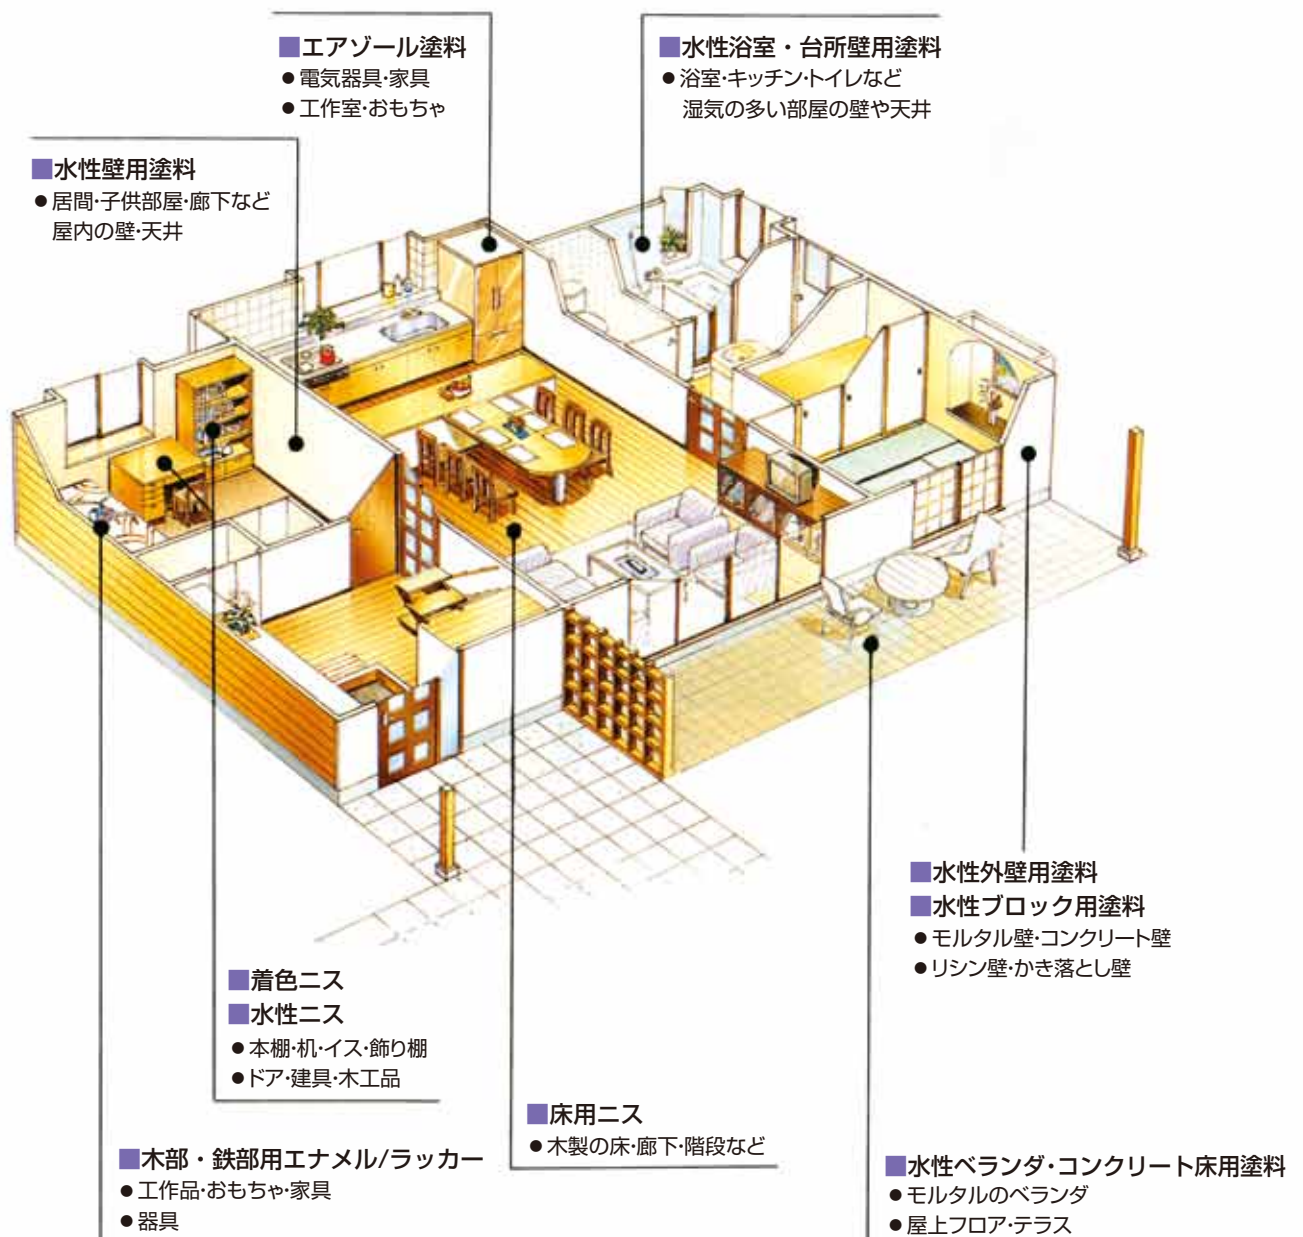 ■エアゾール塗料
●電気器具・家具
●工作室・おもちゃ
■水性浴室・台所壁用塗料
●浴室・キッチン・トイレなど
湿気の多い部屋の壁や天井
■水性壁用塗料
●居間・子供部屋・廊下など
屋内の壁・天井
■水性外壁用塗料
■水性ブロック用塗料
●モルタル壁・コンクリート壁
●リシン壁・かき落とし壁
■着色ニス
■水性ニス
●本棚・机・イス・飾り棚
●ドア・建具・木工品
■床用ニス
●木製の床・廊下・階段など
■木部・鉄部用エナメル/ラッカー
●工作品・おもちゃ・家具
●器具
■水性ベランダ・コンクリート床用塗料
●モルタルのベランダ
●屋上フロア・テラス